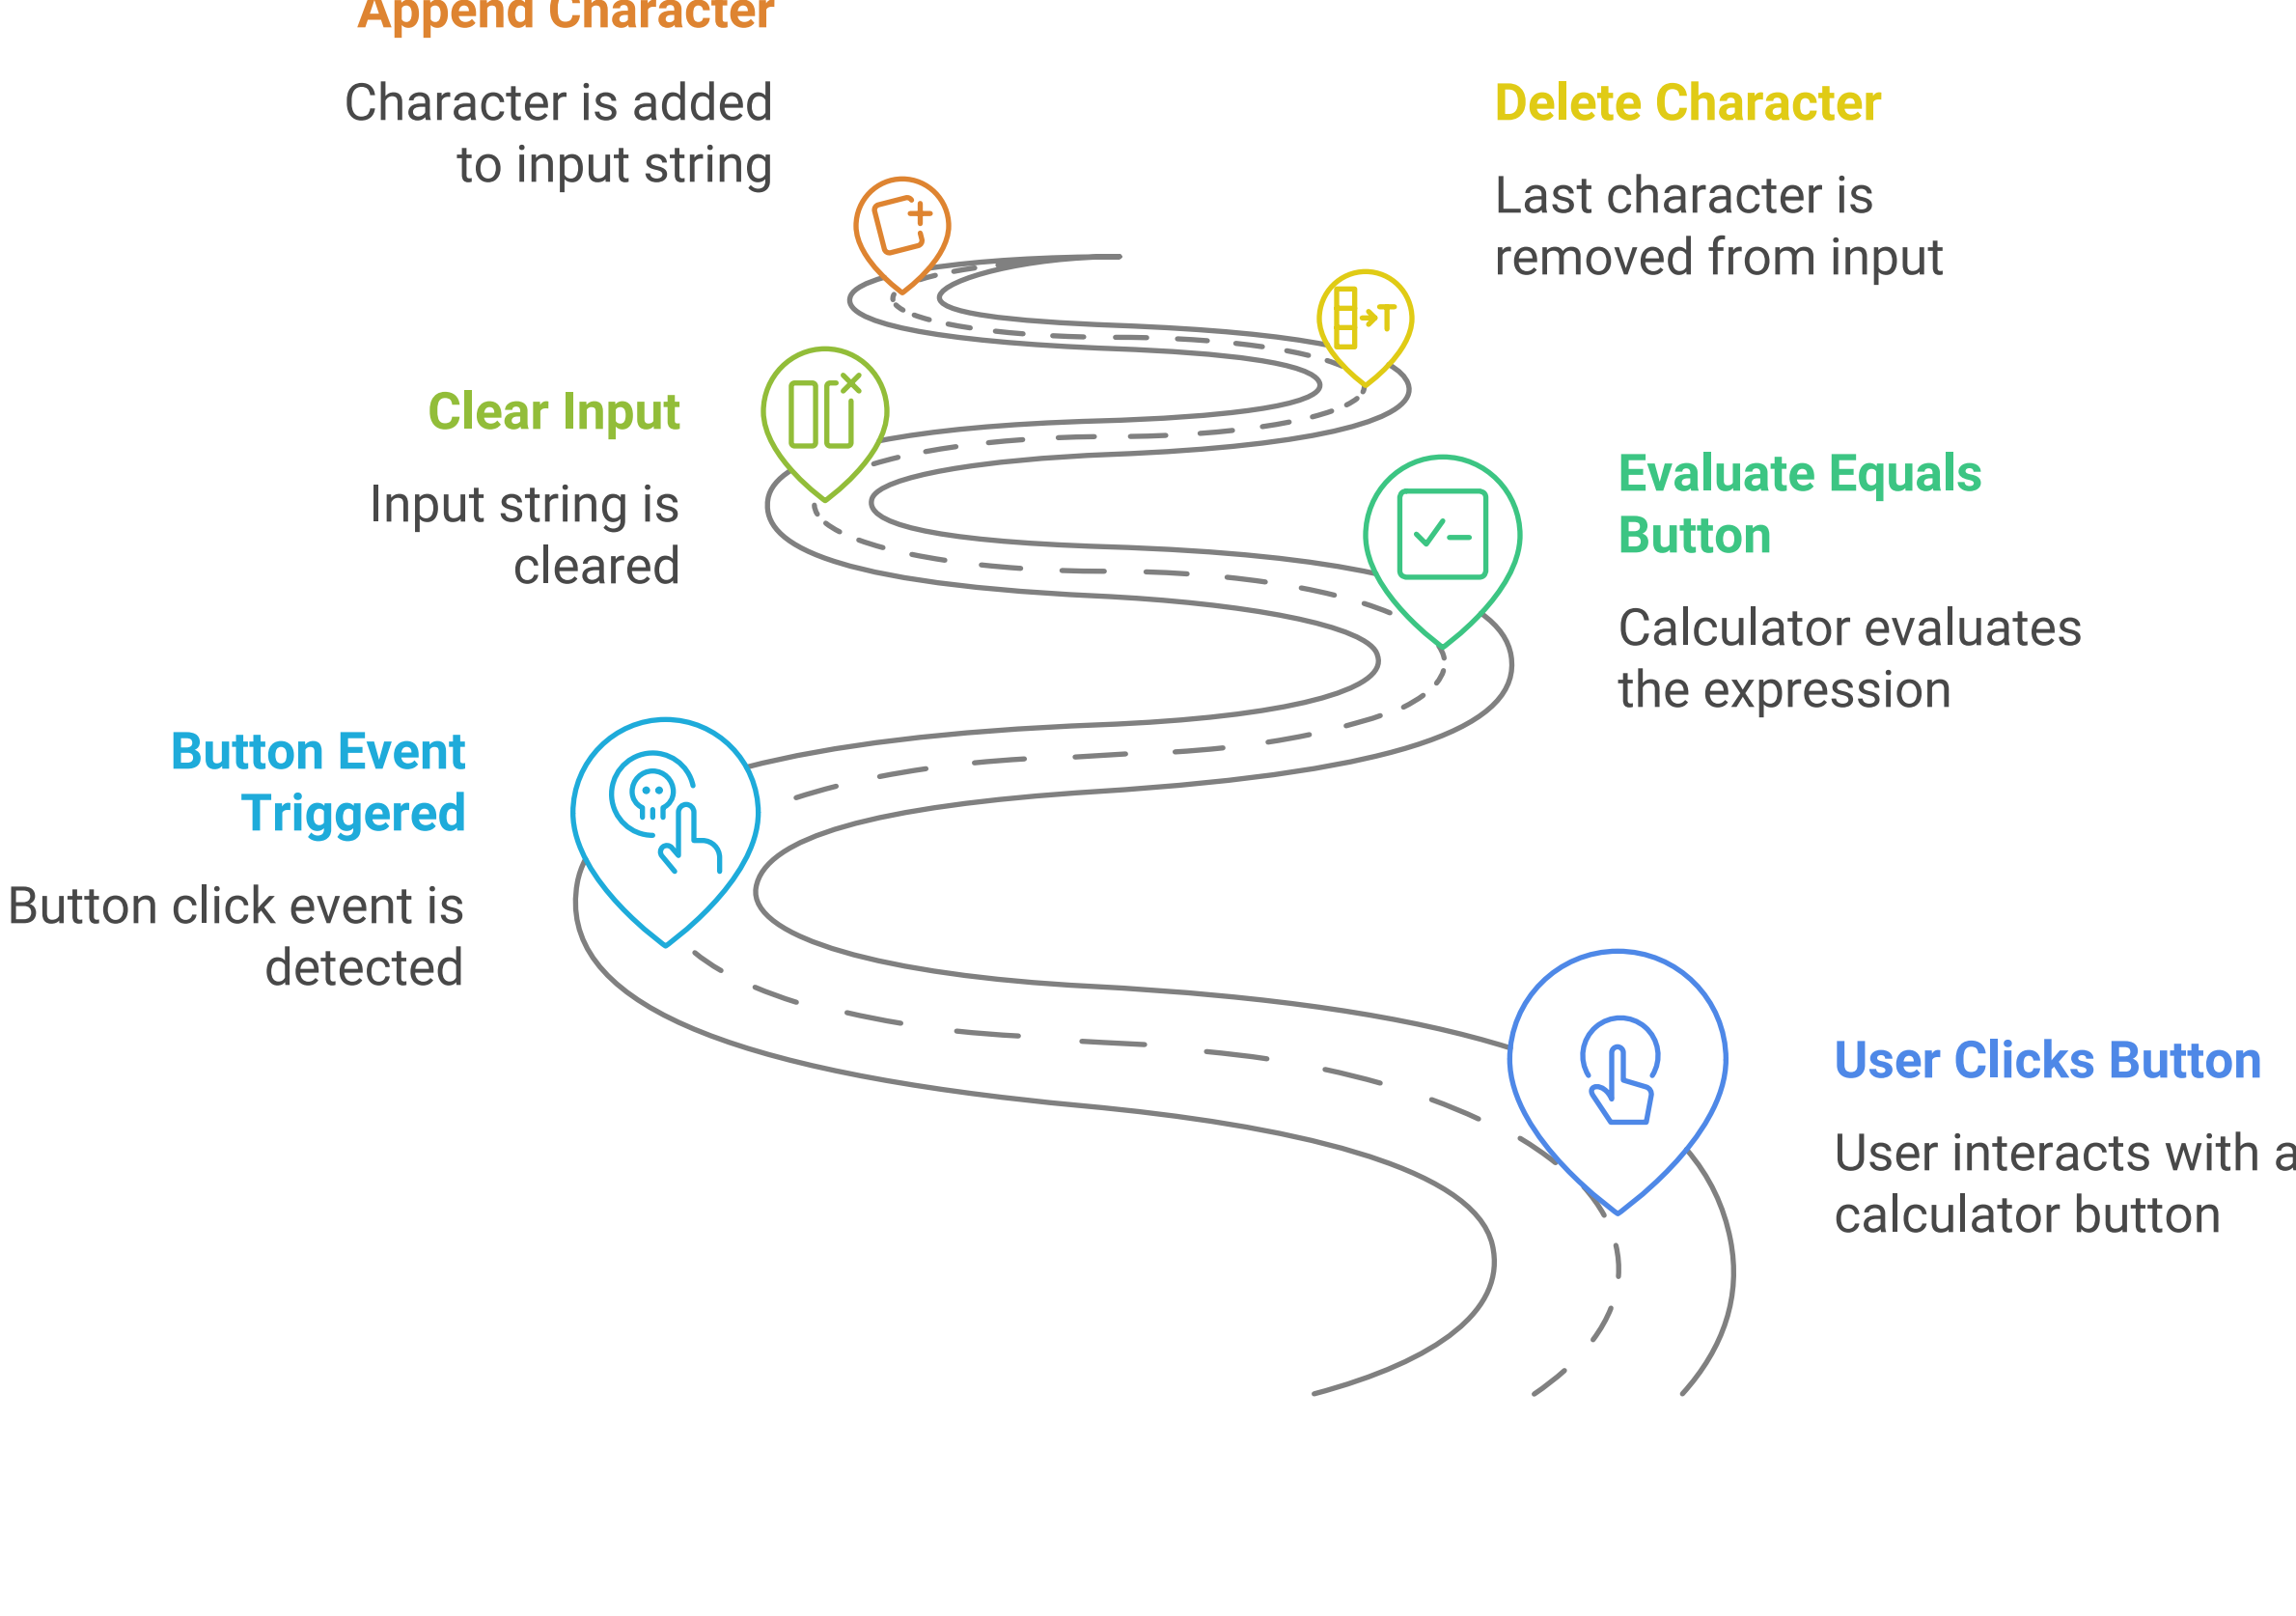 Append Character
Character is added
to input string
Delete Character
Last character is
removed from input
Clear Input
Input string is
cleared
Evaluate Equals
Button
Calculator evaluates
the expression
Button Event
Triggered
Button click event is
detected
User Clicks Button
User interacts with a
calculator button